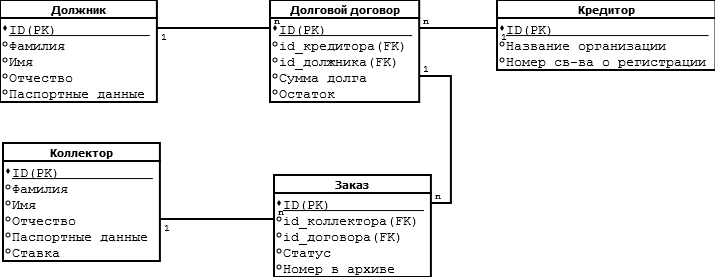 Должник
ID(PK)
Фамилия
Имя
Отчество
Паспортные данные
1
n
Долговой договор
ID(PK)
id_кредитора(FK)
id_должника(FK)
Сумма долга
Остаток
n
1
Кредитор
ID(PK)
Название организации
Номер св-ва о регистрации
1
n
Коллектор
ID(PK)
Фамилия
Имя
Отчество
Паспортные данные
Ставка
1
n
Заказ
ID(PK)
id_коллектора(FK)
id_договора(FK)
Статус
Номер в архиве